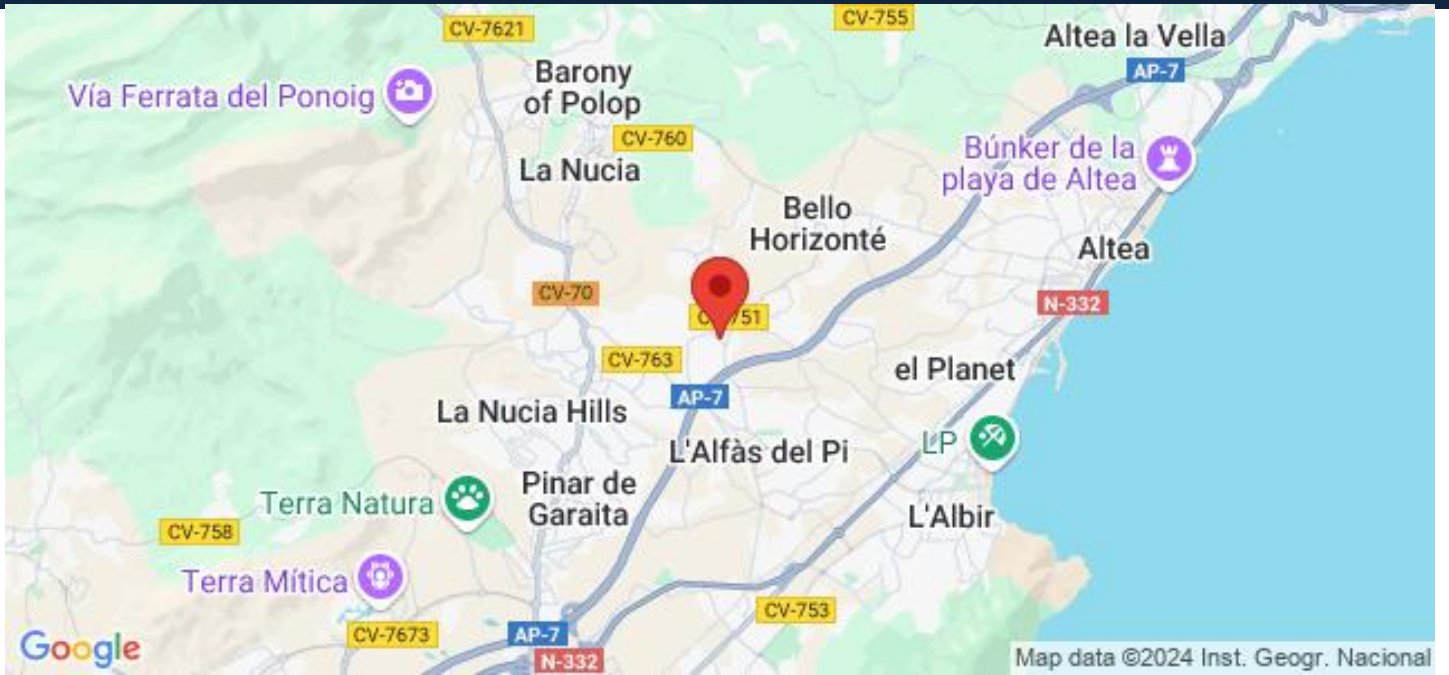 CV-755
CV-7621
Altea la Vella
AP-7
Barony
of Polop
Vía Ferrata del Ponoig
CV-760
Búnker de la
playa de Altea
La Nucia
Bello
Horizonté
Altea
CV-70
N-332
751
CV-763
el Planet
AP-7
La Nucia Hills
LP
L'Alfàs del Pi
Pinar de
Garaita
Terra Natura
L'Albir
CV-758
Terra Mítica
CV-753
CV-7673
AP-7
Google
N-332
Map data ©2024 Inst. Geogr. Nacional